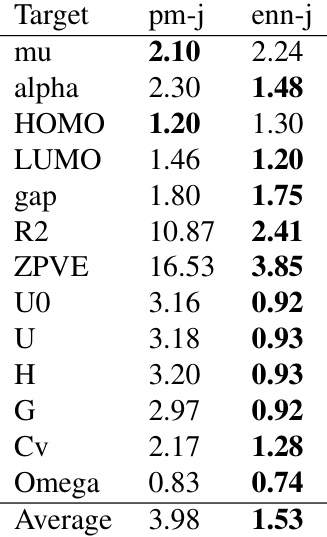 Target pm-j enn-j
mu 2.10 2.24
alpha 2.30 1.48
HOMO 1.20 1.30
LUMO 1.46 1.20
gap 1.80 1.75
R2 10.87 2.41
ZPVE 16.53 3.85
U0 3.16 0.92
U 3.18 0.93
H 3.20 0.93
G 2.97 0.92
Cv 2.17 1.28
Omega 0.83 0.74
Average 3.98 1.53